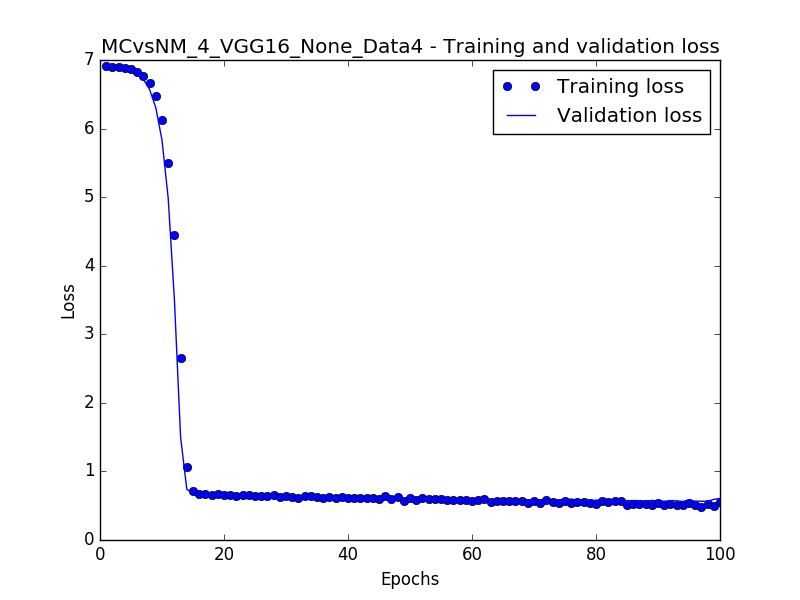 MCvsNM_4_VGG16_None_Data4 - Training and validation loss
Training loss
Validation loss
7
6
5
4
3
2
1
0
Loss
0 20 40 60 80 100
Epochs